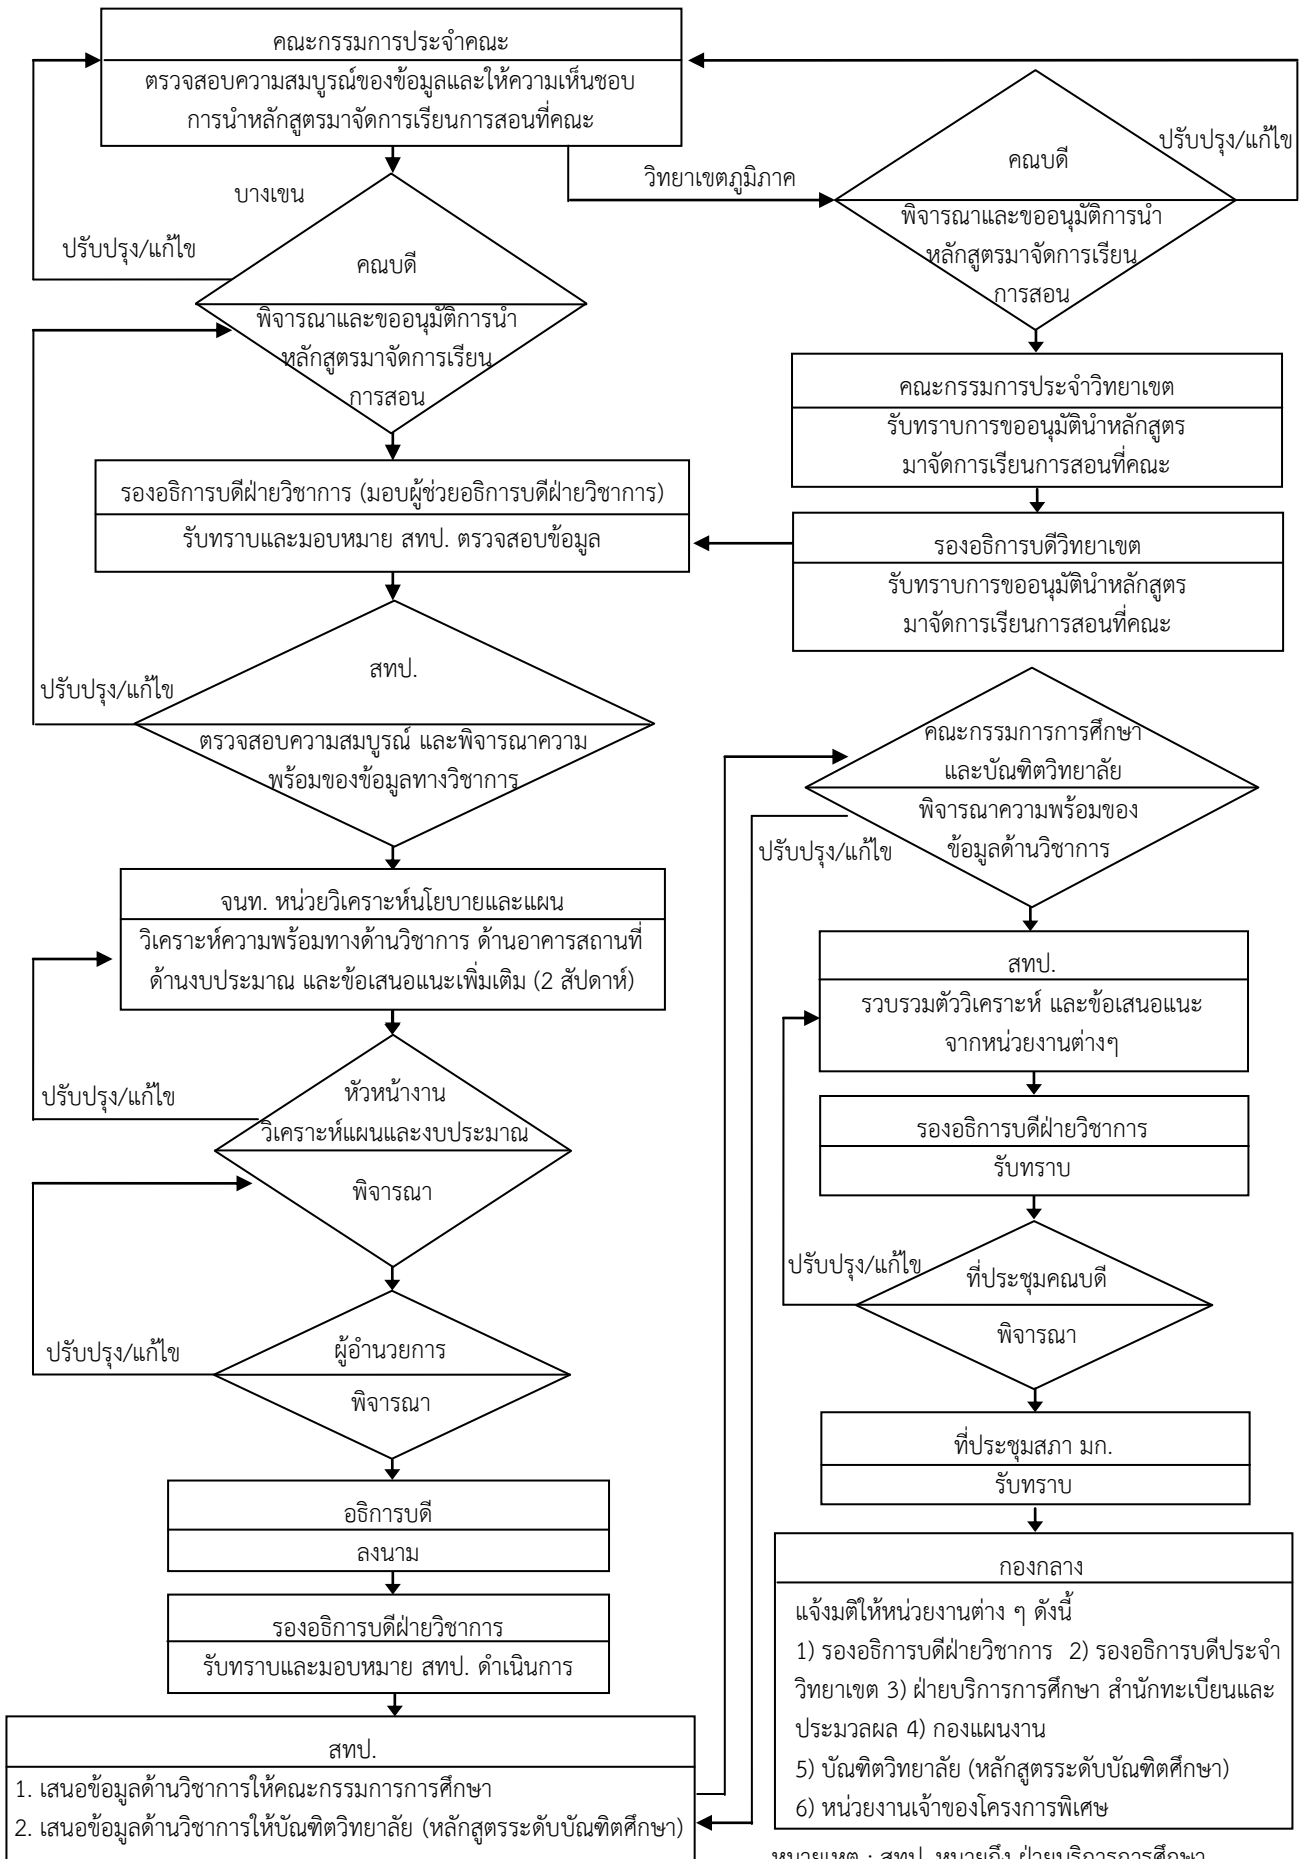 คณะกรรมการประจำคณะ
ตรวจสอบความสมบูรณ์ของข้อมูลและให้ความเห็นชอบ
การนำหลักสูตรมาจัดการเรียนการสอนที่คณะ
บางเขน
ปรับปรุง/แก้ไข
คณบดี
พิจารณาและขออนุมัติการนำ
หลักสูตรมาจัดการเรียน
การสอน
วิทยาเขตภูมิภาค
ปรับปรุง/แก้ไข
คณบดี
พิจารณาและขออนุมัติการนำ
หลักสูตรมาจัดการเรียน
การสอน
คณะกรรมการประจำวิทยาเขต
รับทราบการขออนุมัตินำหลักสูตร
มาจัดการเรียนการสอนที่คณะ
รองอธิการบดีวิทยาเขต
รับทราบการขออนุมัตินำหลักสูตร
มาจัดการเรียนการสอนที่คณะ
รองอธิการบดีฝ่ายวิชาการ (มอบผู้ช่วยอธิการบดีฝ่ายวิชาการ)
รับทราบและมอบหมาย สทป. ตรวจสอบข้อมูล
สทป.
ปรับปรุง/แก้ไข
ตรวจสอบความสมบูรณ์ และพิจารณาความ
พร้อมของข้อมูลทางวิชาการ
จนท. หน่วยวิเคราะห์นโยบายและแผน
วิเคราะห์ความพร้อมทางด้านวิชาการ ด้านอาคารสถานที่
ด้านงบประมาณ และข้อเสนอแนะเพิ่มเติม (2 สัปดาห์)
ปรับปรุง/แก้ไข
หัวหน้างาน
วิเคราะห์แผนและงบประมาณ
พิจารณา
ปรับปรุง/แก้ไข
ผู้อำนวยการ
พิจารณา
อธิการบดี
ลงนาม
รองอธิการบดีฝ่ายวิชาการ
รับทราบและมอบหมาย สทป. ดำเนินการ
สทป.
1. เสนอข้อมูลด้านวิชาการให้คณะกรรมการการศึกษา
2. เสนอข้อมูลด้านวิชาการให้บัณฑิตวิทยาลัย (หลักสูตรระดับบัณฑิตศึกษา)
คณะกรรมการการศึกษา
และบัณฑิตวิทยาลัย
พิจารณาความพร้อมของ
ข้อมูลด้านวิชาการ
ปรับปรุง/แก้ไข
สทป.
รวบรวมตัววิเคราะห์ และข้อเสนอแนะ
จากหน่วยงานต่างๆ
รองอธิการบดีฝ่ายวิชาการ
รับทราบ
ปรับปรุง/แก้ไข
ที่ประชุมคณบดี
พิจารณา
ที่ประชุมสภา มก.
รับทราบ
กองกลาง
แจ้งมติให้หน่วยงานต่าง ๆ ดังนี้
1) รองอธิการบดีฝ่ายวิชาการ 2) รองอธิการบดีประจำ
วิทยาเขต 3) ฝ่ายบริการการศึกษา สำนักทะเบียนและ
ประมวลผล 4) กองแผนงาน
5) บัณฑิตวิทยาลัย (หลักสูตรระดับบัณฑิตศึกษา)
6) หน่วยงานเจ้าของโครงการพิเศษ
หมายเหตุ : สทป. หมายถึง ฝ่ายบริการการศึกษา